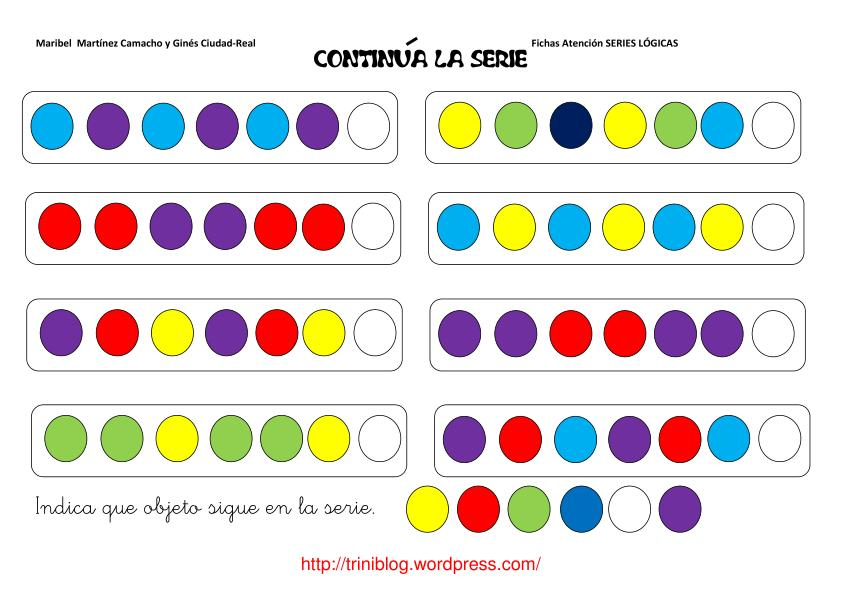 Maribel  Martínez Camacho y Ginés Ciudad-Real
Fichas Atención SERIES LÓGICAS
CONTINÚA LA SERIE
Indica que objeto sigue en la serie.
http://triniblog.wordpress.com/